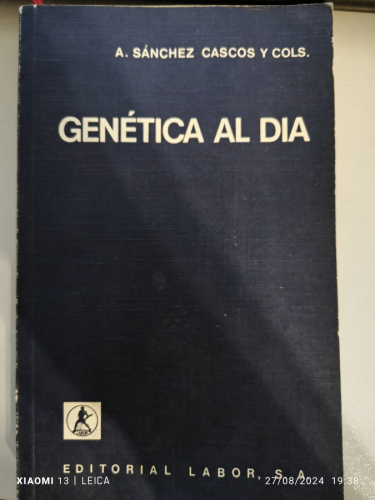 A. SÁNCHEZ CASCOS Y COLS.
GENÉTICA AL DIA
EDITORIAL LABOR, S. A.
XIAOMI 13 | LEICA
27/08/2024 19:38